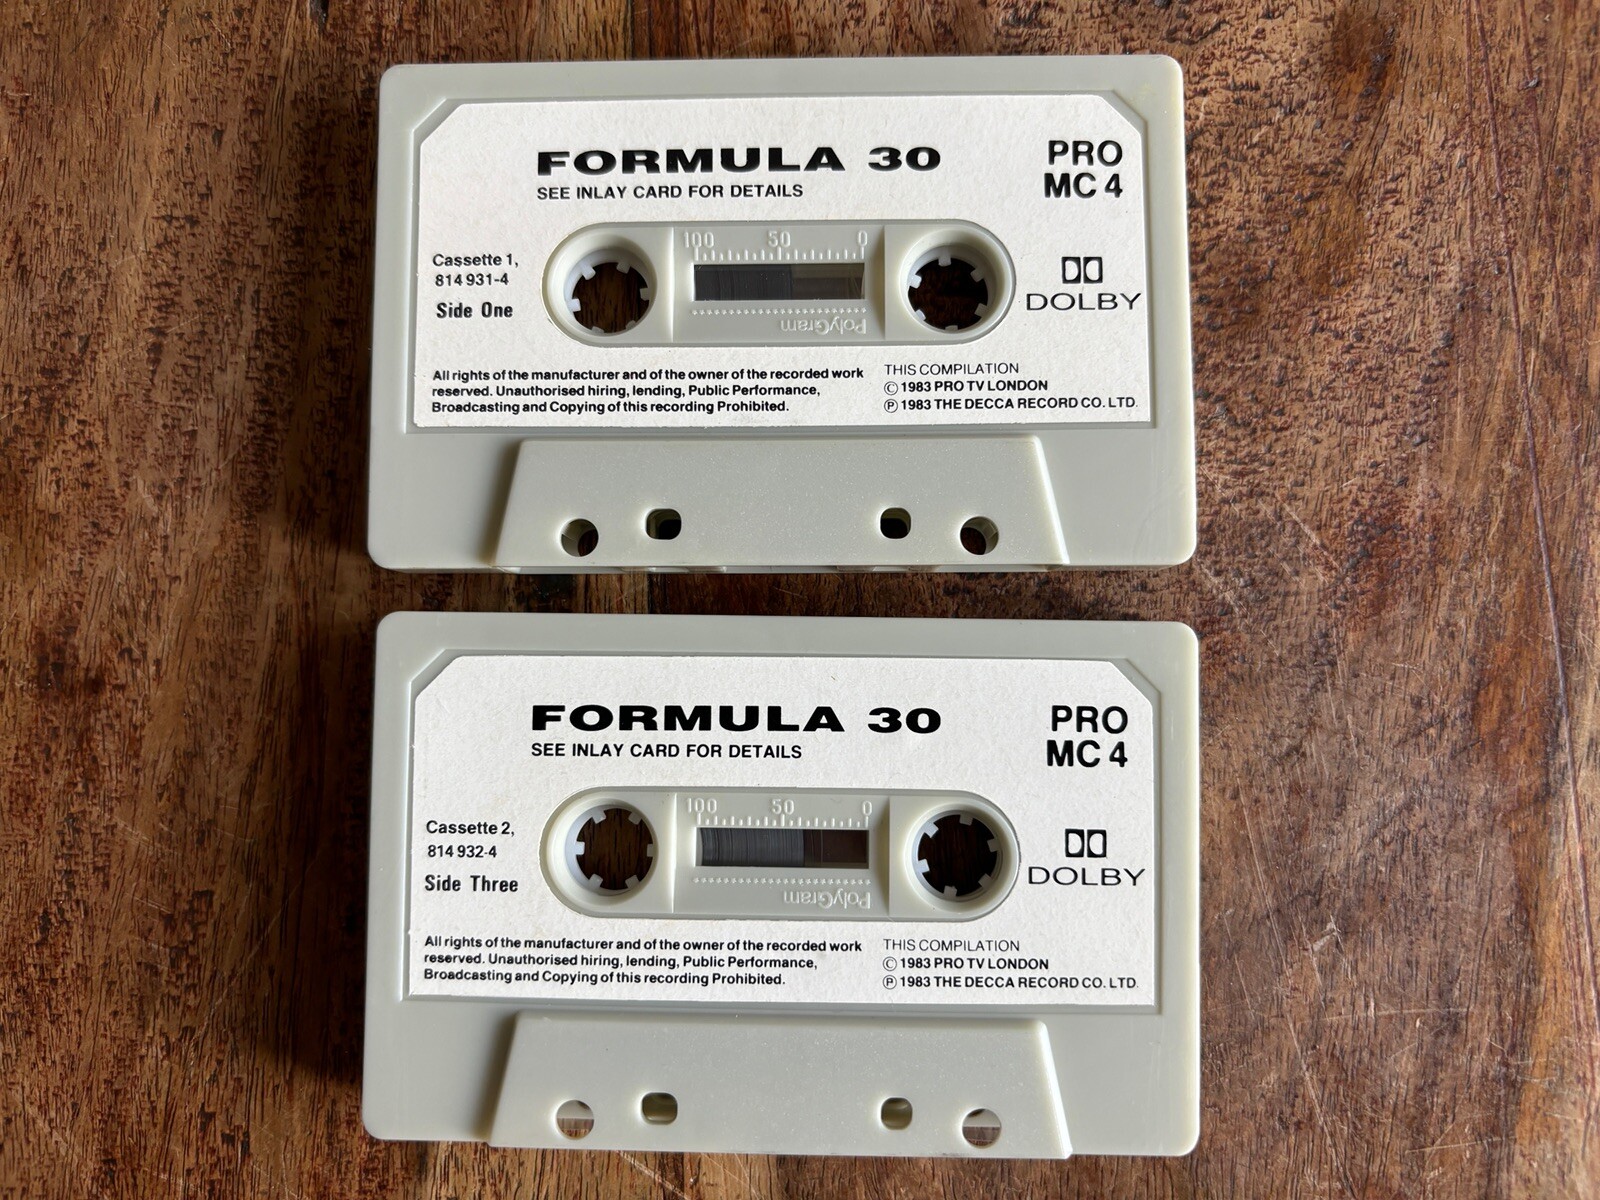 FORMULA 30
SEE INLAY CARD FOR DETAILS
PRO
MC 4
Cassette 1,
814 931-4
Side One
100 50 0
PolyGram
DOLBY
All rights of the manufacturer and of the owner of the recorded work
reserved. Unauthorised hiring, lending, Public Performance,
Broadcasting and Copying of this recording Prohibited.
THIS COMPILATION
© 1983 PRO TV LONDON
℗ 1983 THE DECCA RECORD CO. LTD.
FORMULA 30
SEE INLAY CARD FOR DETAILS
PRO
MC 4
Cassette 2,
814 932-4
Side Three
100 50 0
PolyGram
DOLBY
All rights of the manufacturer and of the owner of the recorded work
reserved. Unauthorised hiring, lending, Public Performance,
Broadcasting and Copying of this recording Prohibited.
THIS COMPILATION
© 1983 PRO TV LONDON
℗ 1983 THE DECCA RECORD CO. LTD.